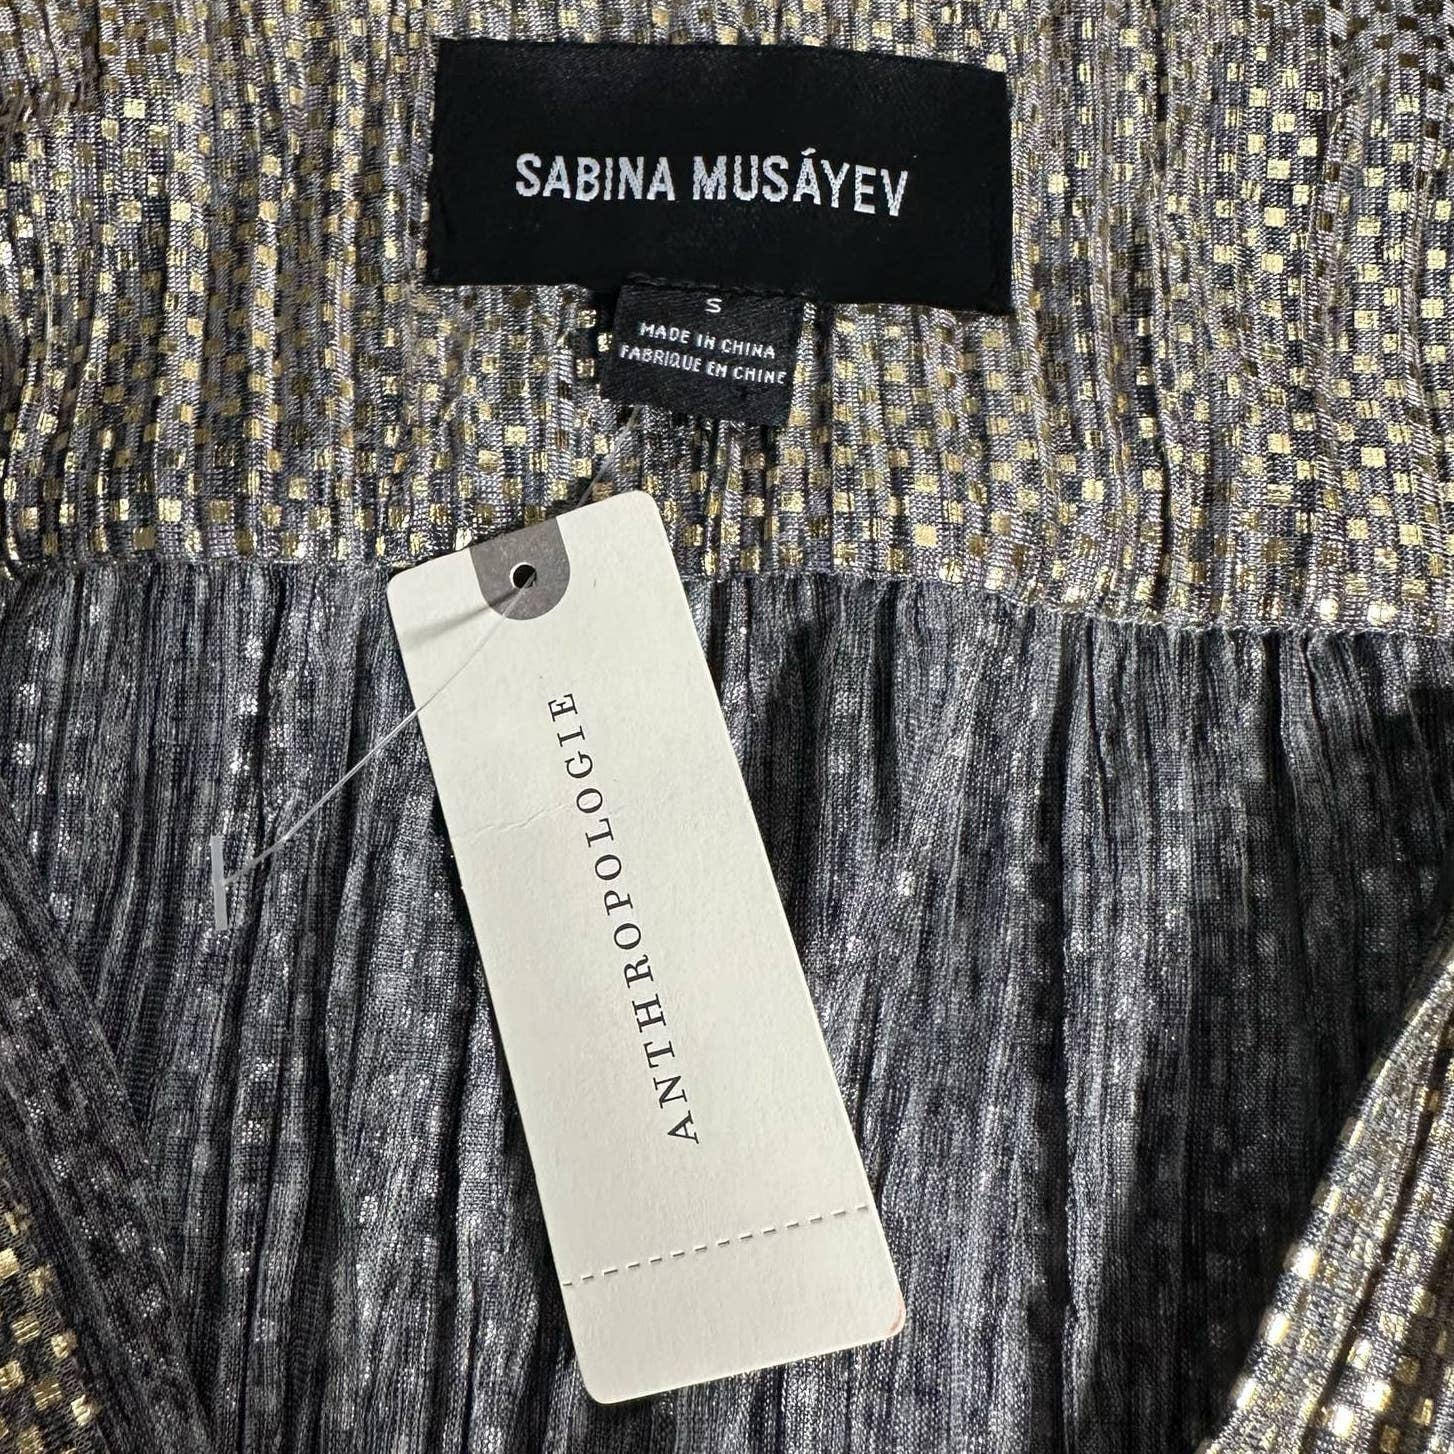 SABINA MUSÁYEV
S
MADE IN CHINA
FABRIQUE EN CHINE
ANTHROPOLOGIE